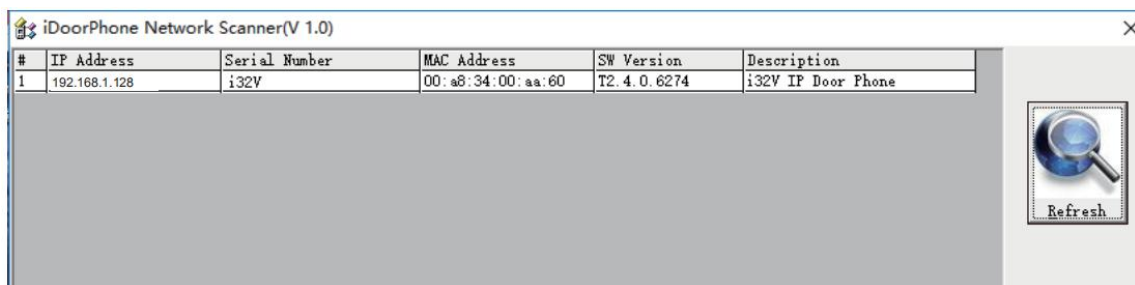 iDoorPhone Network Scanner(V 1.0)
# IP Address Serial Number MAC Address SW Version Description
1 192.168.1.128 i32V 00:a8:34:00:aa:60 T2.4.0.6274 i32V IP Door Phone
Refresh